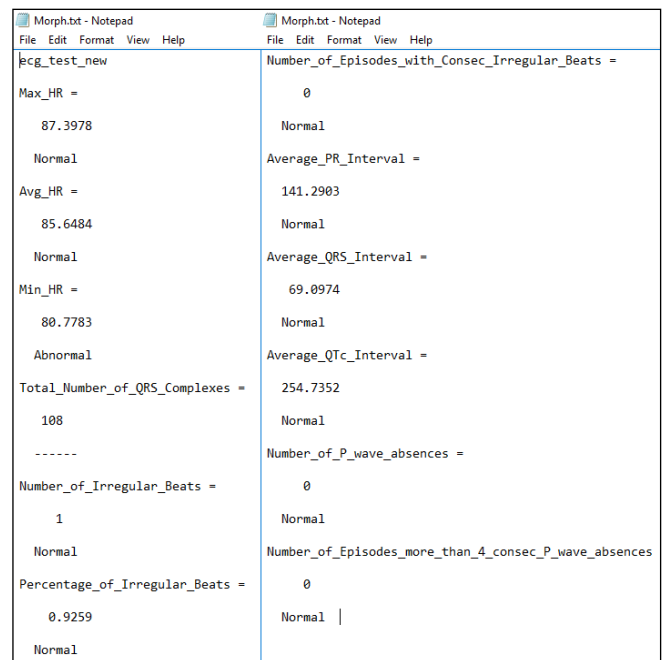 Morph.txt - Notepad
File Edit Format View Help
ecg_test_new
Max_HR =
87.3978
Normal
Avg_HR =
85.6484
Normal
Min_HR =
80.7783
Abnormal
Total_Number_of_QRS_Complexes =
108
------
Number_of_Irregular_Beats =
1
Normal
Percentage_of_Irregular_Beats =
0.9259
Normal
Morph.txt - Notepad
File Edit Format View Help
Number_of_Episodes_with_Consec_Irregular_Beats =
0
Normal
Average_PR_Interval =
141.2903
Normal
Average_QRS_Interval =
69.0974
Normal
Average_QTc_Interval =
254.7352
Normal
Number_of_P_wave_absences =
0
Normal
Number_of_Episodes_more_than_4_consec_P_wave_absences
0
Normal